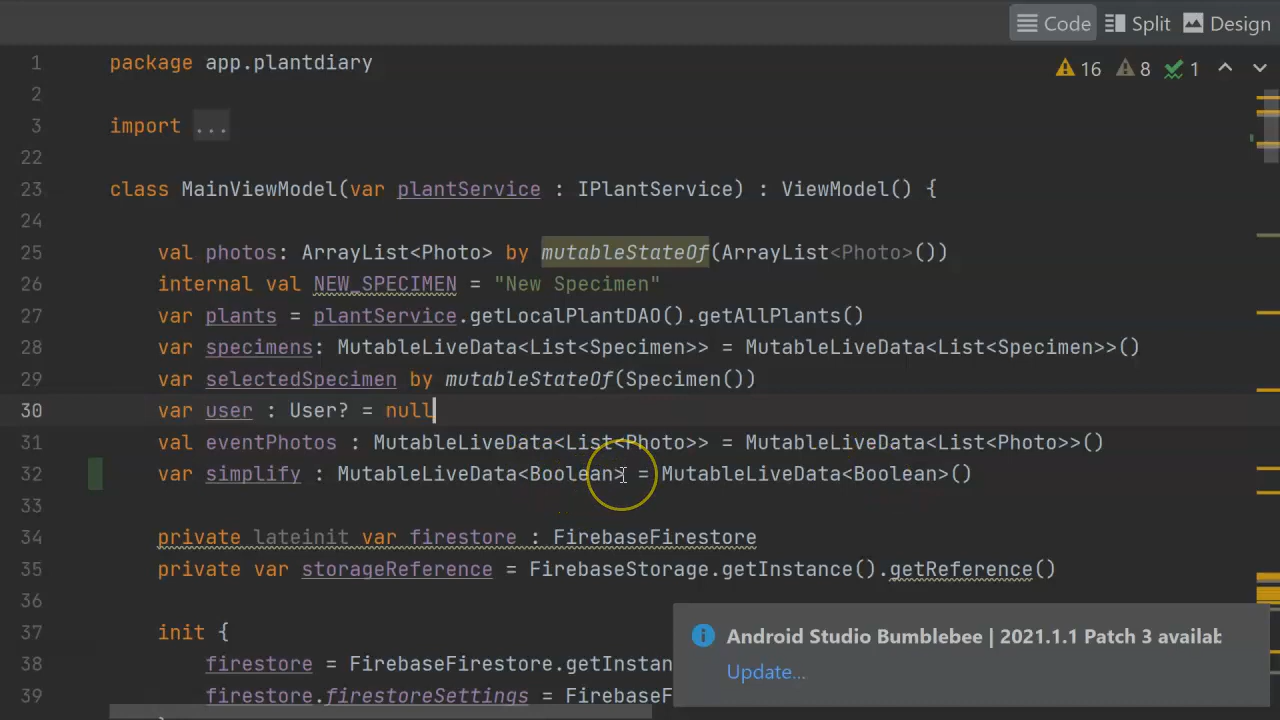 Code Split Design
1 package app.plantdiary
16 8 1
2
3 import ...
22
23 class MainViewModel(var plantService : IPlantService) : ViewModel() {
24
25 val photos: ArrayList<Photo> by mutableStateOf(ArrayList<Photo>())
26 internal val NEW_SPECIMEN = "New Specimen"
27 var plants = plantService.getLocalPlantDAO().getAllPlants()
28 var specimens: MutableLiveData<List<Specimen>> = MutableLiveData<List<Specimen>>()
29 var selectedSpecimen by mutableStateOf(Specimen())
30 var user : User? = null
31 val eventPhotos : MutableLiveData<List<Photo>> = MutableLiveData<List<Photo>>()
32 var simplify : MutableLiveData<Boolean> = MutableLiveData<Boolean>()
33
34 private lateinit var firestore : FirebaseFirestore
35 private var storageReference = FirebaseStorage.getInstance().getReference()
36
37 init {
38 firestore = FirebaseFirestore.getInstan
39 firestore.firestoreSettings = FirebaseF
Android Studio Bumblebee | 2021.1.1 Patch 3 availab
Update...